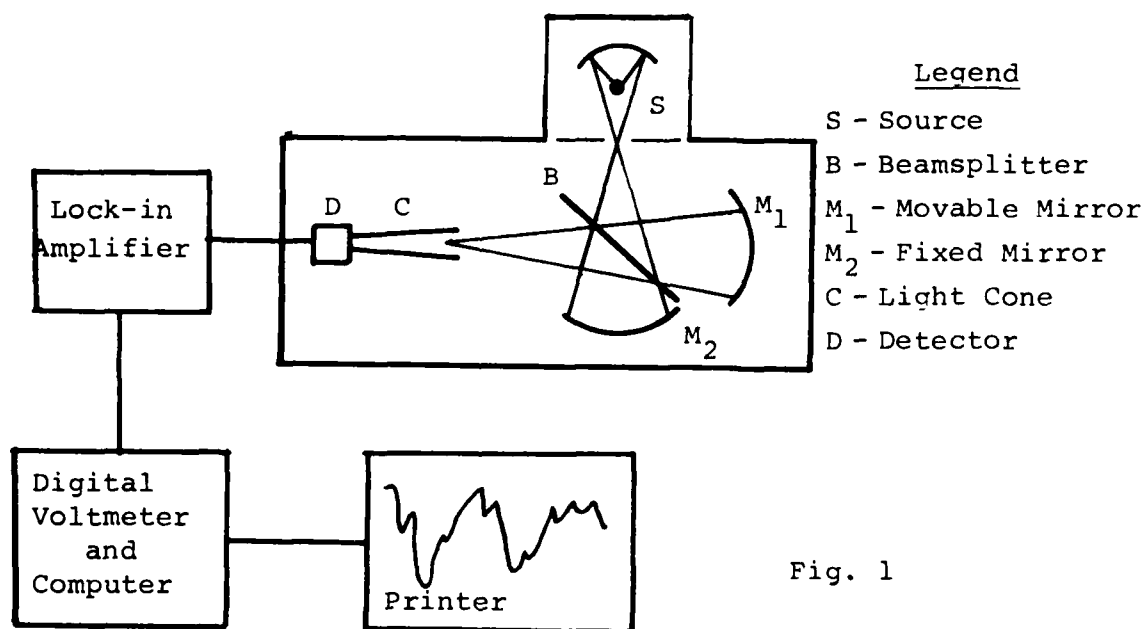 Legend
S - Source
B - Beamsplitter
M1 - Movable Mirror
M2 - Fixed Mirror
C - Light Cone
D - Detector
S
B
M1
M2
D
C
Lock-in
Amplifier
Digital
Voltmeter
and
Computer
Printer
Fig. 1